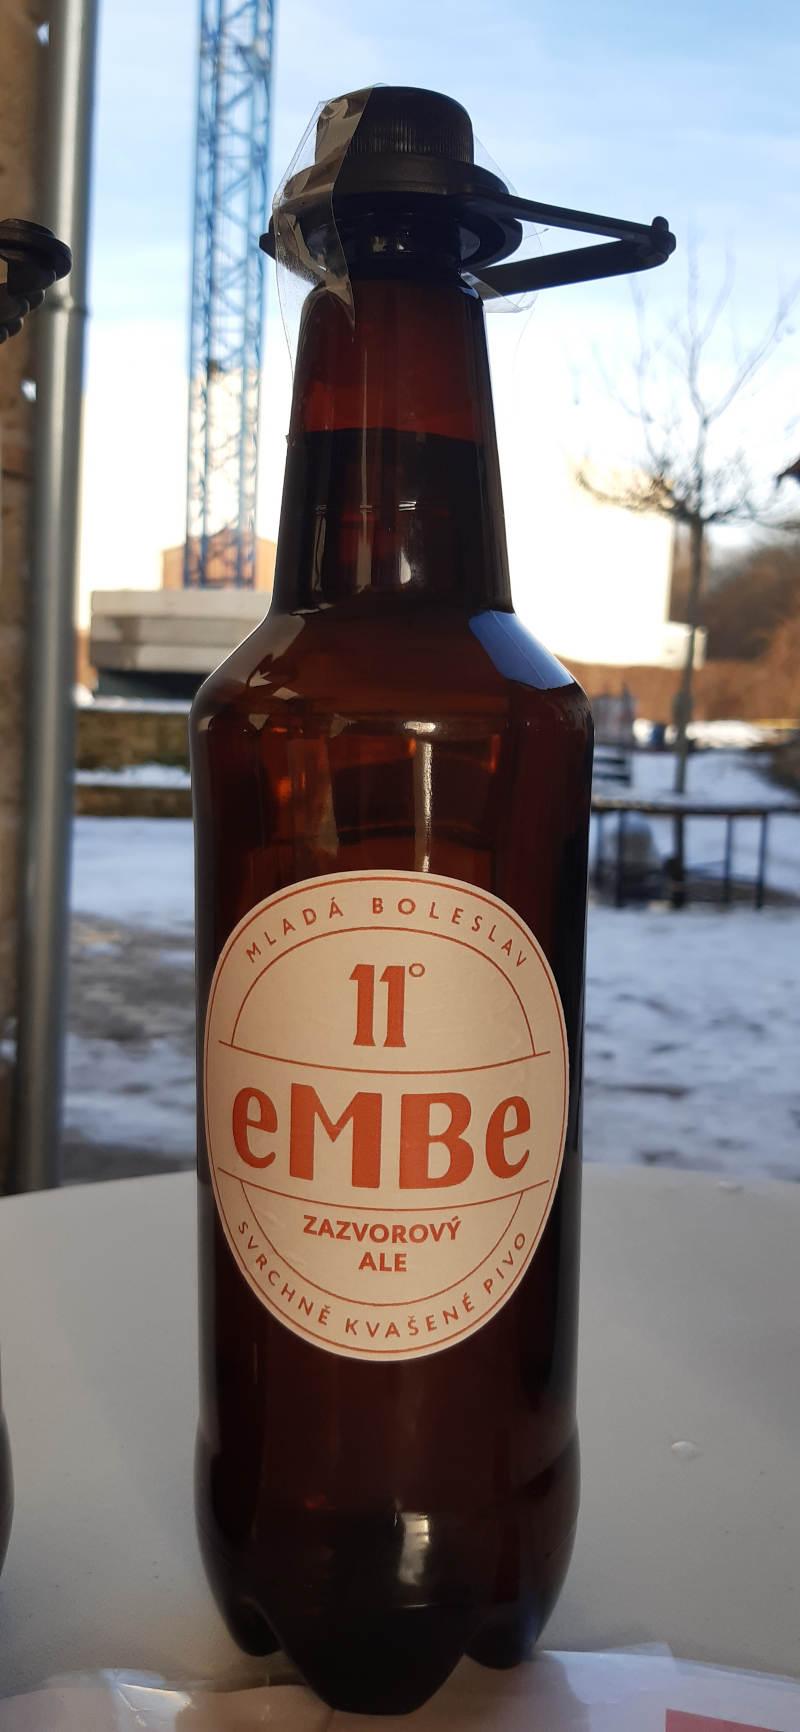 MLADÁ BOLESLAV
11°
eMBe
ZAZVOROVÝ
ALE
SVRCHNĚ KVAŠENÉ PIVO